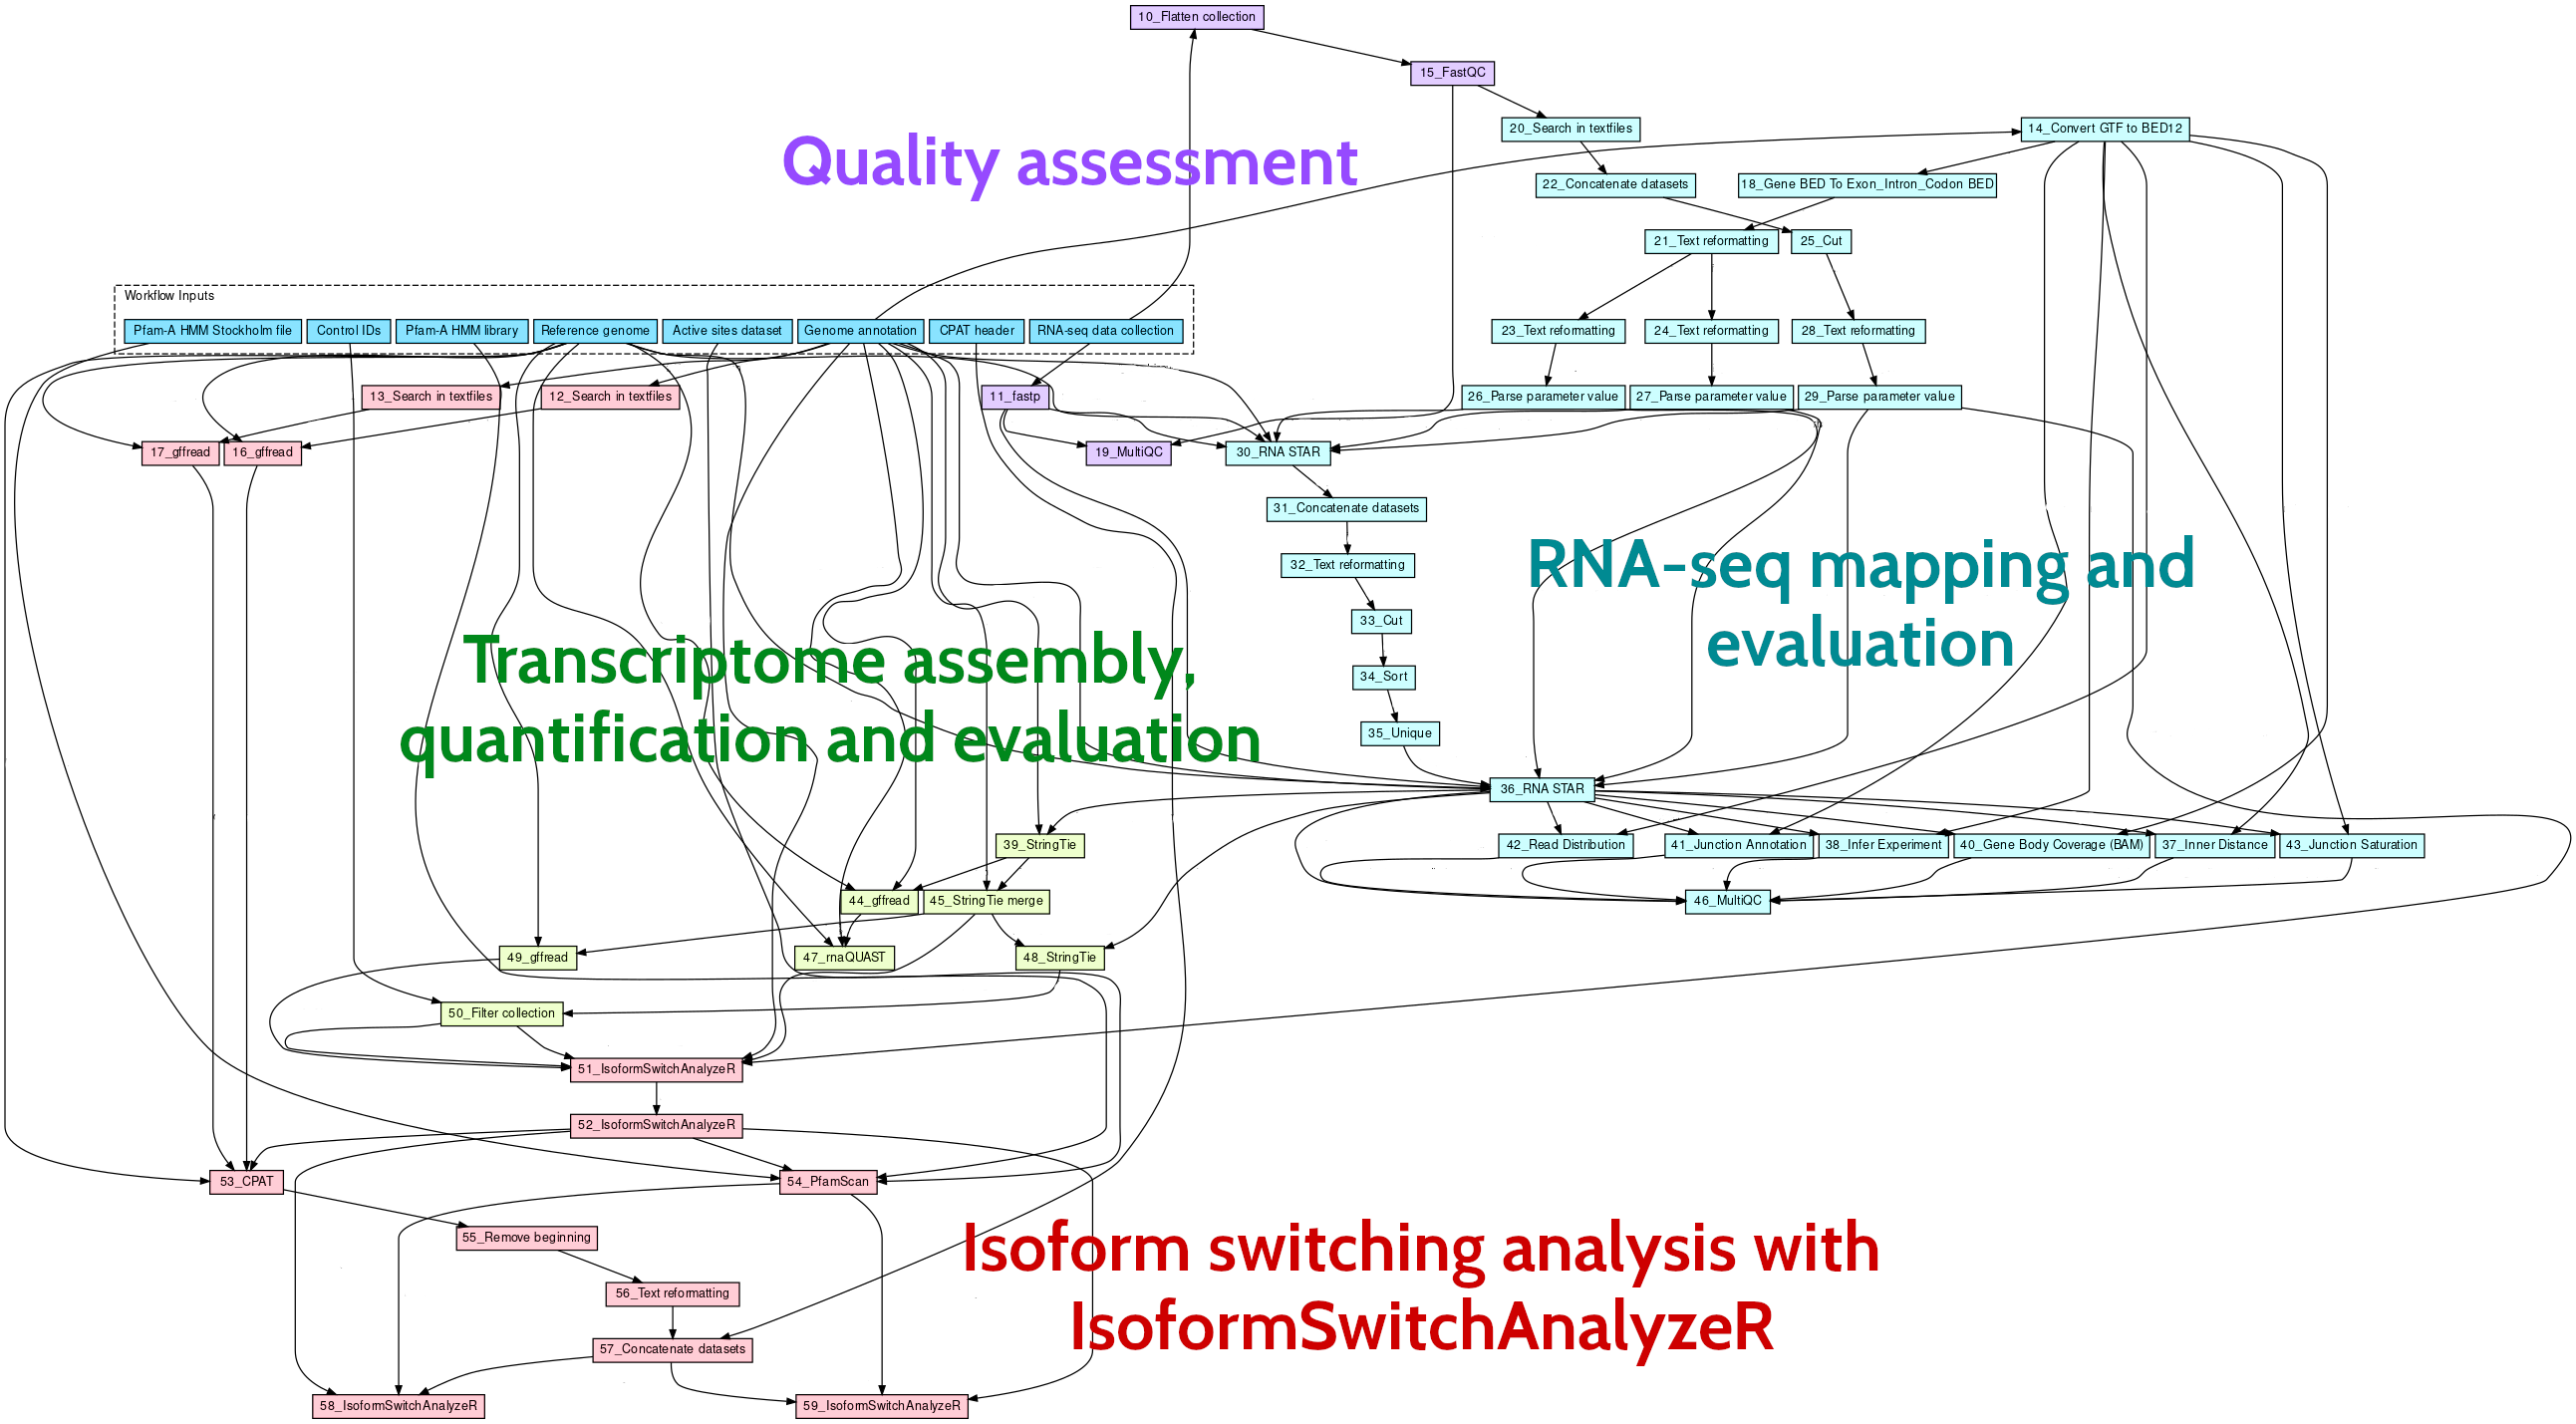 10_Flatten collection
15_FastQC
20_Search in textfiles
14_Convert GTF to BED12
Quality assessment
22_Concatenate datasets
18_Gene BED To Exon_Intron_Codon BED
21_Text reformatting
25_Cut
Workflow Inputs
Pfam-A HMM Stockholm file
Control IDs
Pfam-A HMM library
Reference genome
Active sites dataset
Genome annotation
CPAT header
RNA-seq data collection
23_Text reformatting
24_Text reformatting
28_Text reformatting
13_Search in textfiles
12_Search in textfiles
11_fastp
26_Parse parameter value
27_Parse parameter value
29_Parse parameter value
17_gffread
16_gffread
19_MultiQC
30_RNA STAR
31_Concatenate datasets
32_Text reformatting
RNA-seq mapping and
evaluation
33_Cut
Transcriptome assembly,
quantification and evaluation
34_Sort
35_Unique
36_RNA STAR
39_StringTie
42_Read Distribution
41_Junction Annotation
38_Infer Experiment
40_Gene Body Coverage (BAM)
37_Inner Distance
43_Junction Saturation
44_gffread
45_StringTie merge
46_MultiQC
49_gffread
47_rnaQUAST
48_StringTie
50_Filter collection
51_IsoformSwitchAnalyzeR
52_IsoformSwitchAnalyzeR
53_CPAT
54_PfamScan
55_Remove beginning
Isoform switching analysis with
IsoformSwitchAnalyzeR
56_Text reformatting
57_Concatenate datasets
58_IsoformSwitchAnalyzeR
59_IsoformSwitchAnalyzeR